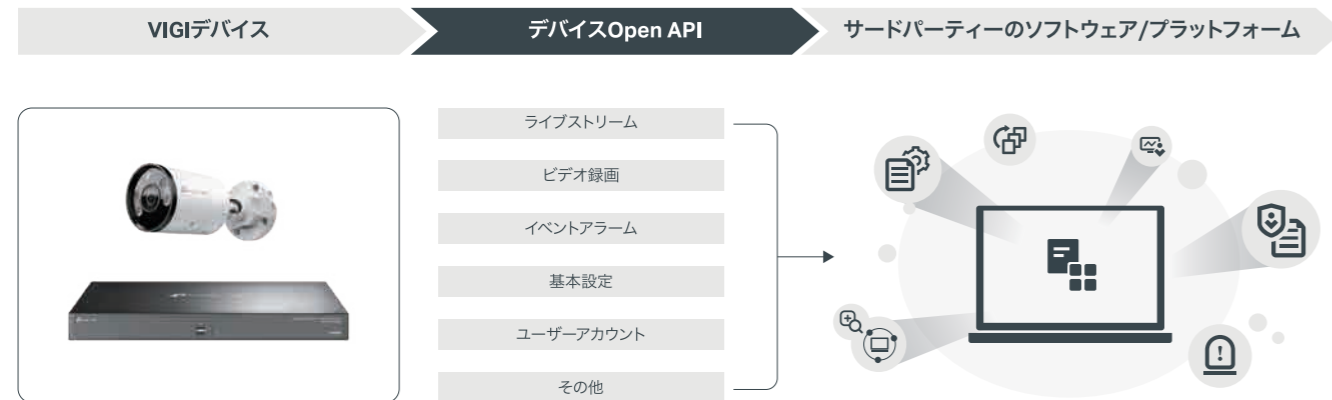 VIGIデバイス
デバイスOpen API
サードパーティーのソフトウェア/プラットフォーム
ライブストリーム
ビデオ録画
イベントアラーム
基本設定
ユーザーアカウント
その他